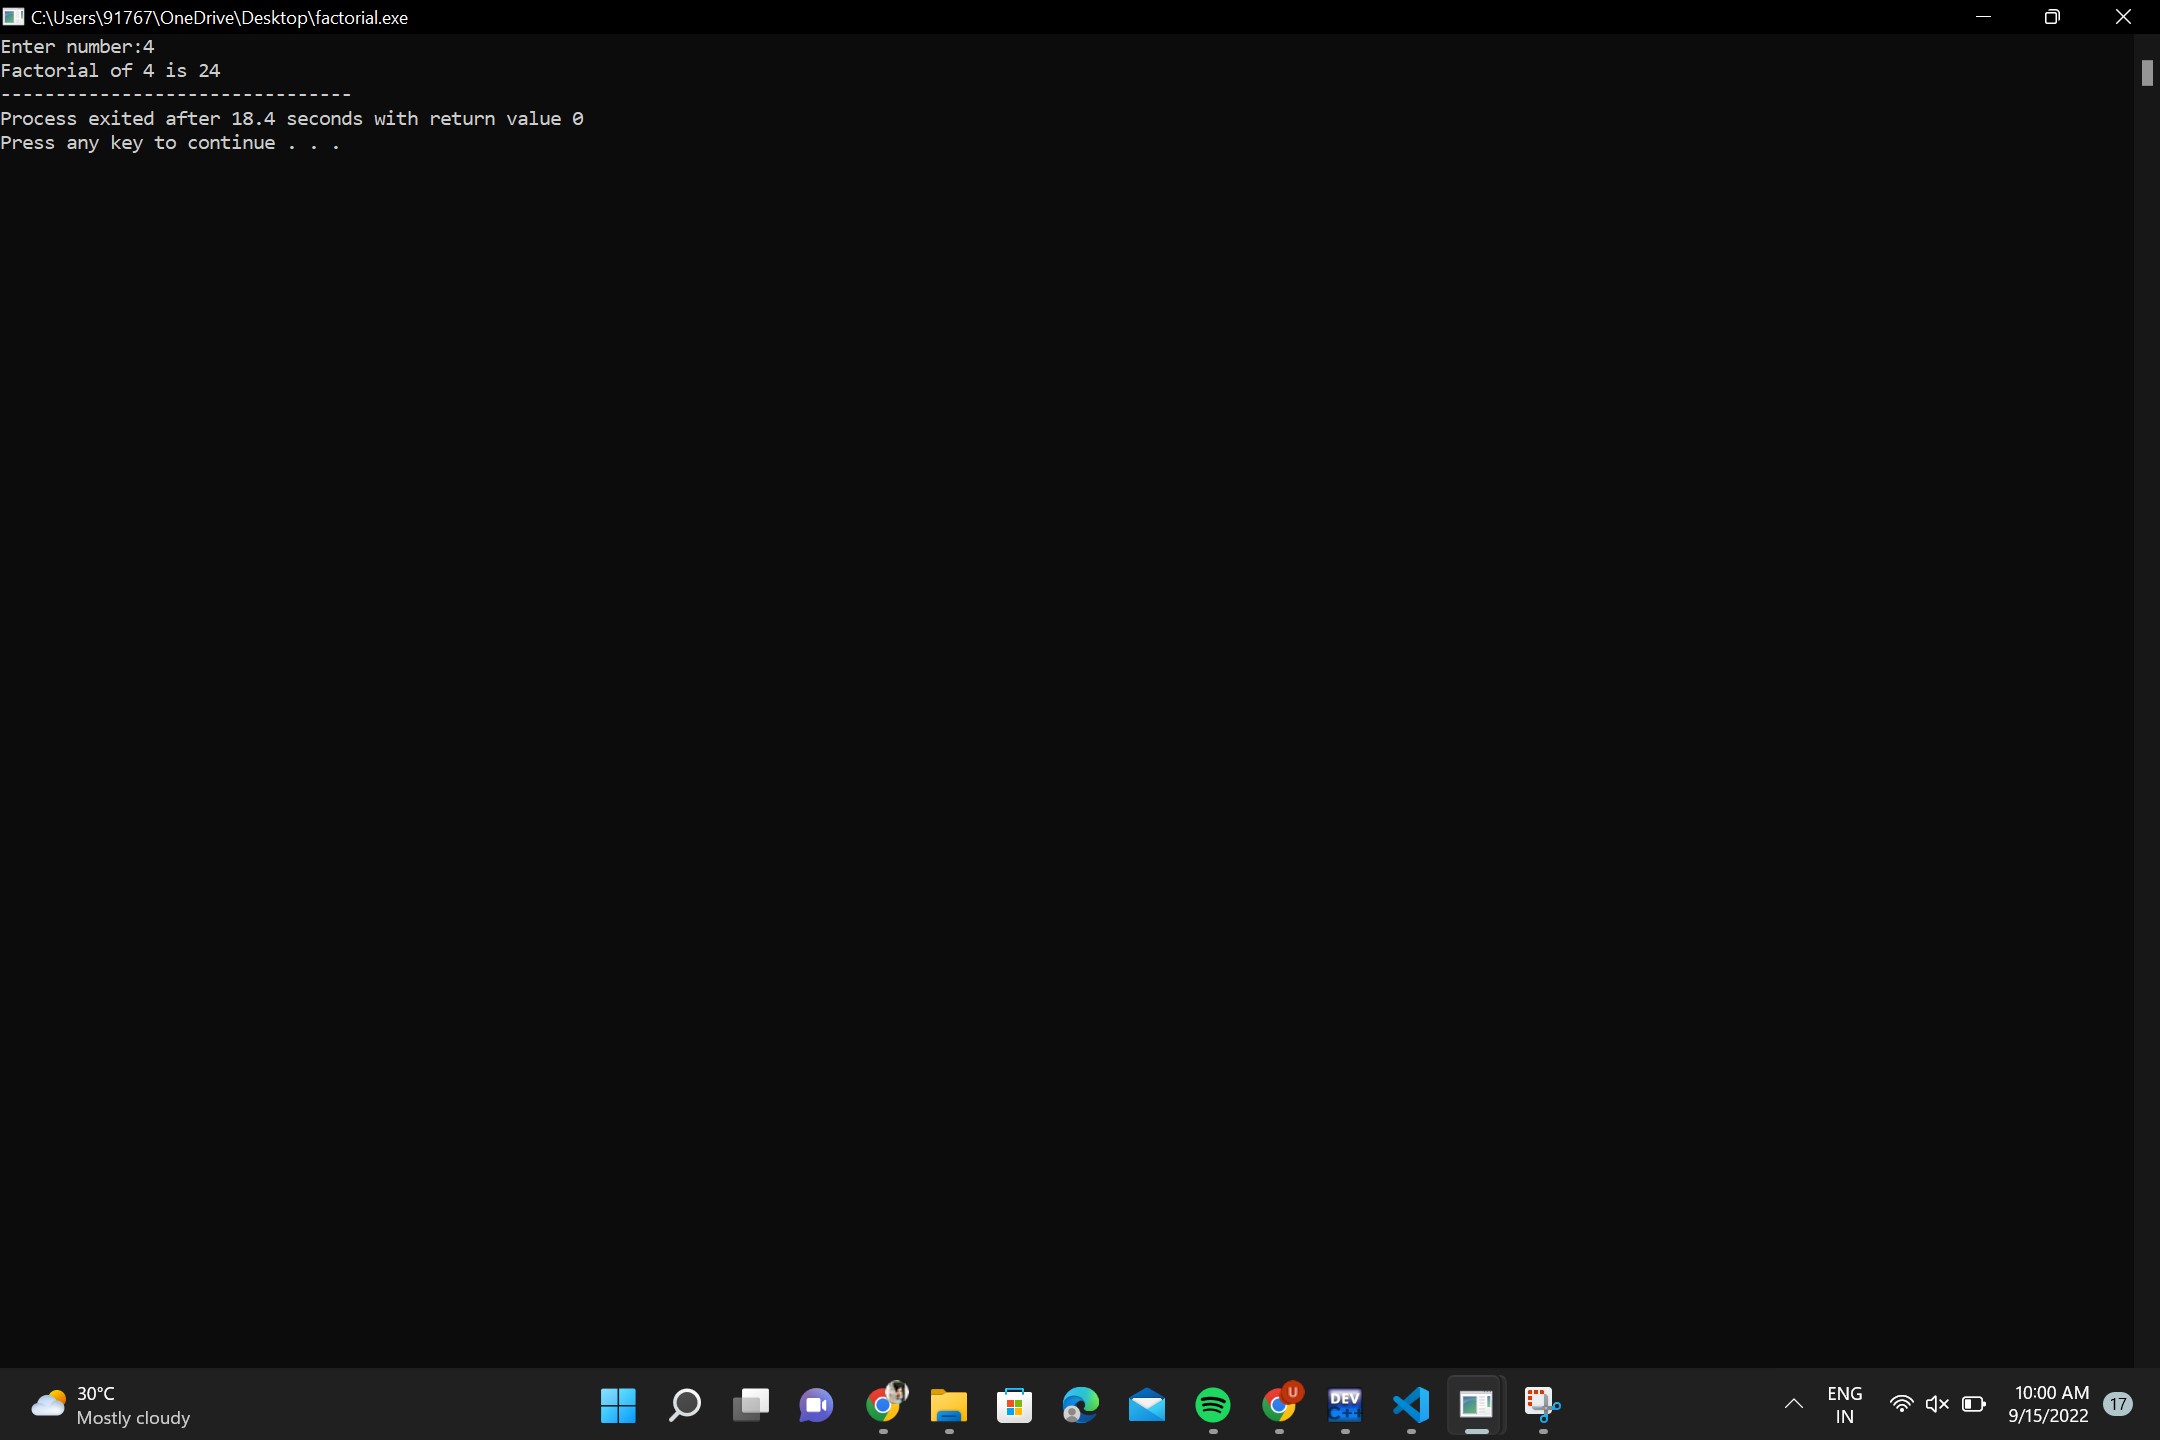 C:\Users\91767\OneDrive\Desktop\factorial.exe
Enter number:4
Factorial of 4 is 24
--------------------------------
Process exited after 18.4 seconds with return value 0
Press any key to continue . . .
30°C
Mostly cloudy
U
DEV
C++
ENG
IN
10:00 AM
9/15/2022
17